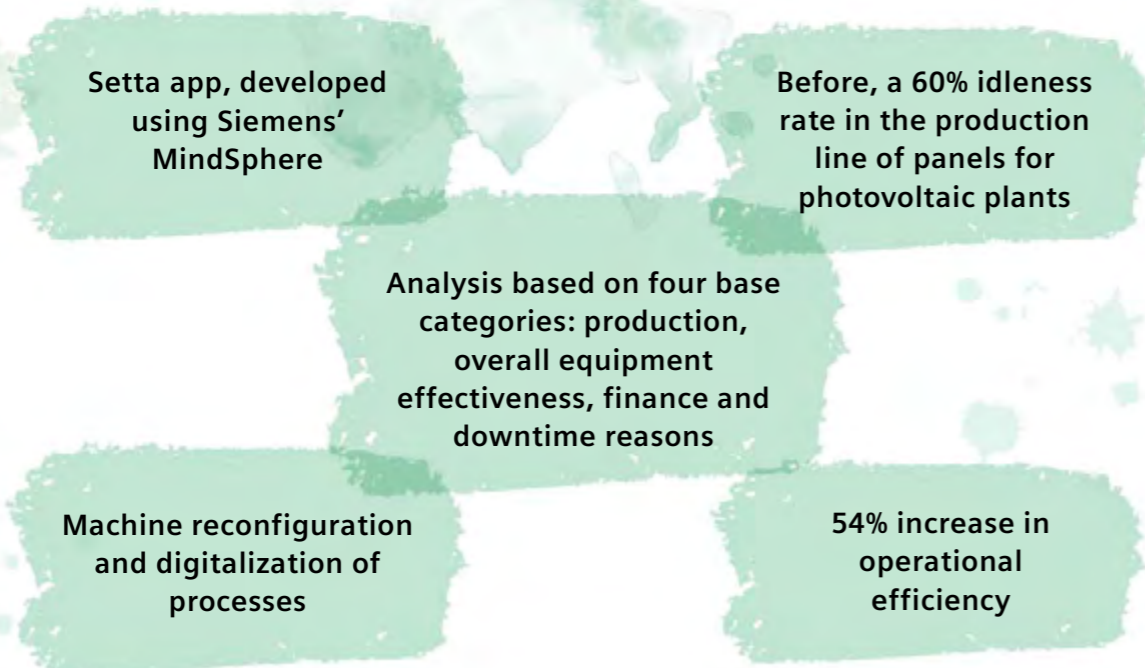 Setta app, developed
using Siemens’
MindSphere
Before, a 60% idleness
rate in the production
line of panels for
photovoltaic plants
Analysis based on four base
categories: production,
overall equipment
effectiveness, finance and
downtime reasons
Machine reconfiguration
and digitalization of
processes
54% increase in
operational
efficiency